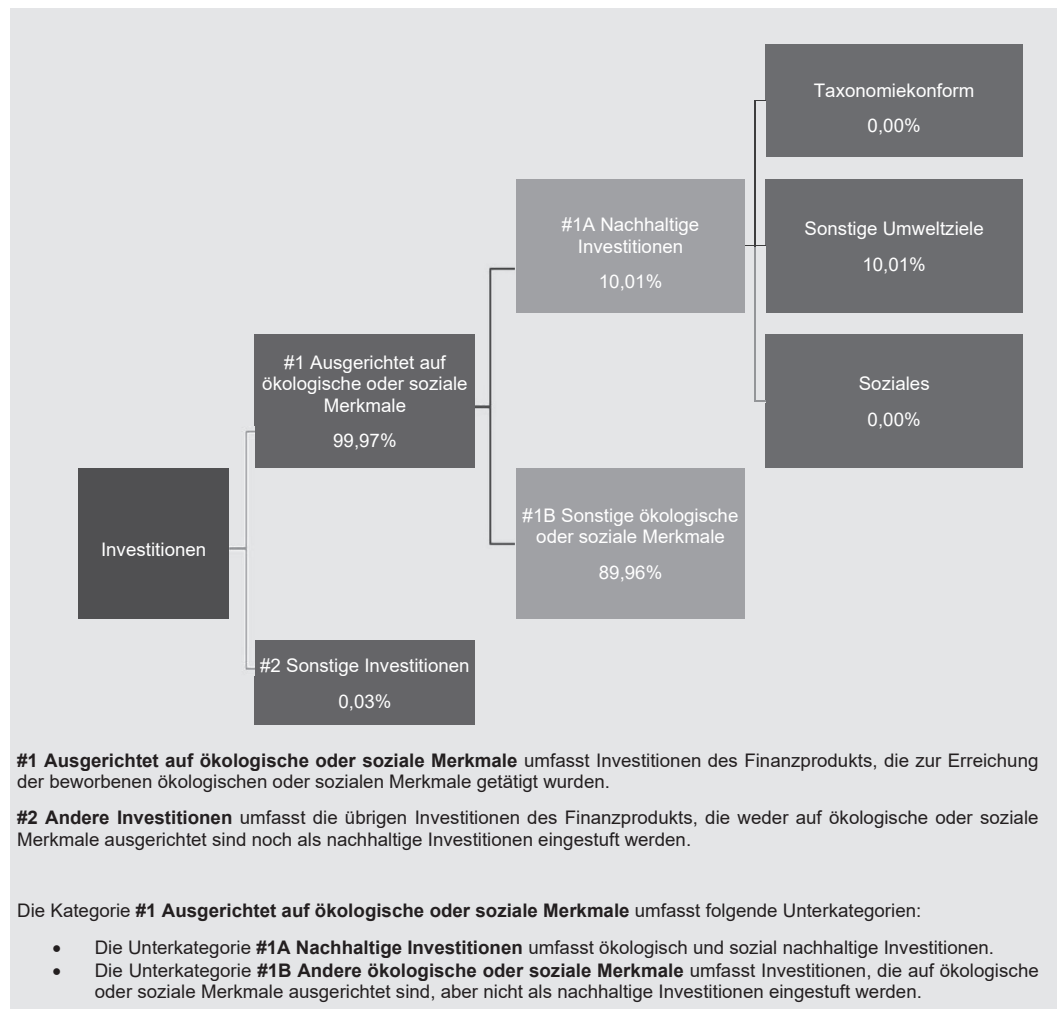 Taxonomiekonform
0,00%
#1A Nachhaltige
Investitionen
10,01%
Sonstige Umweltziele
10,01%
#1 Ausgerichtet auf
ökologische oder soziale
Merkmale
99,97%
Soziales
0,00%
Investitionen
#1B Sonstige ökologische
oder soziale Merkmale
89,96%
#2 Sonstige Investitionen
0,03%
#1 Ausgerichtet auf ökologische oder soziale Merkmale umfasst Investitionen des Finanzprodukts, die zur Erreichung
der beworbenen ökologischen oder sozialen Merkmale getätigt wurden.
#2 Andere Investitionen umfasst die übrigen Investitionen des Finanzprodukts, die weder auf ökologische oder soziale
Merkmale ausgerichtet sind noch als nachhaltige Investitionen eingestuft werden.
Die Kategorie #1 Ausgerichtet auf ökologische oder soziale Merkmale umfasst folgende Unterkategorien:
• Die Unterkategorie #1A Nachhaltige Investitionen umfasst ökologisch und sozial nachhaltige Investitionen.
• Die Unterkategorie #1B Andere ökologische oder soziale Merkmale umfasst Investitionen, die auf ökologische
oder soziale Merkmale ausgerichtet sind, aber nicht als nachhaltige Investitionen eingestuft werden.